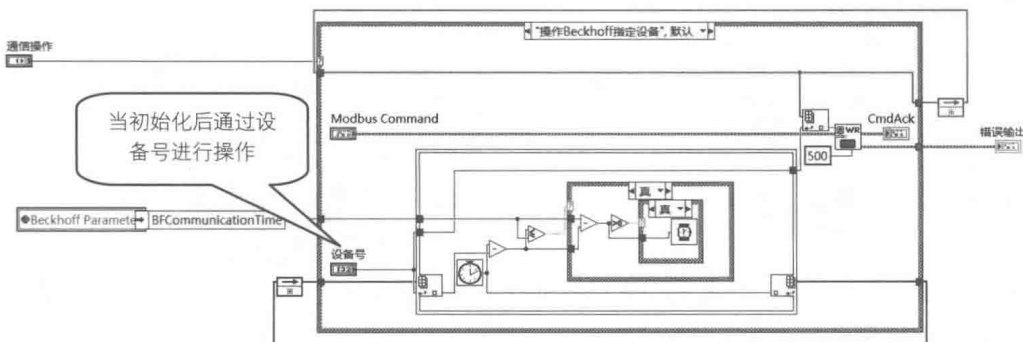 "操作Beckhoff指定设备", 默认
通信操作
当初始化后通过设
备号进行操作
Modbus Command
CmdAck
错误输出
WR
500
真
真
Beckhoff Paramete
BFCommunicationTime
设备号